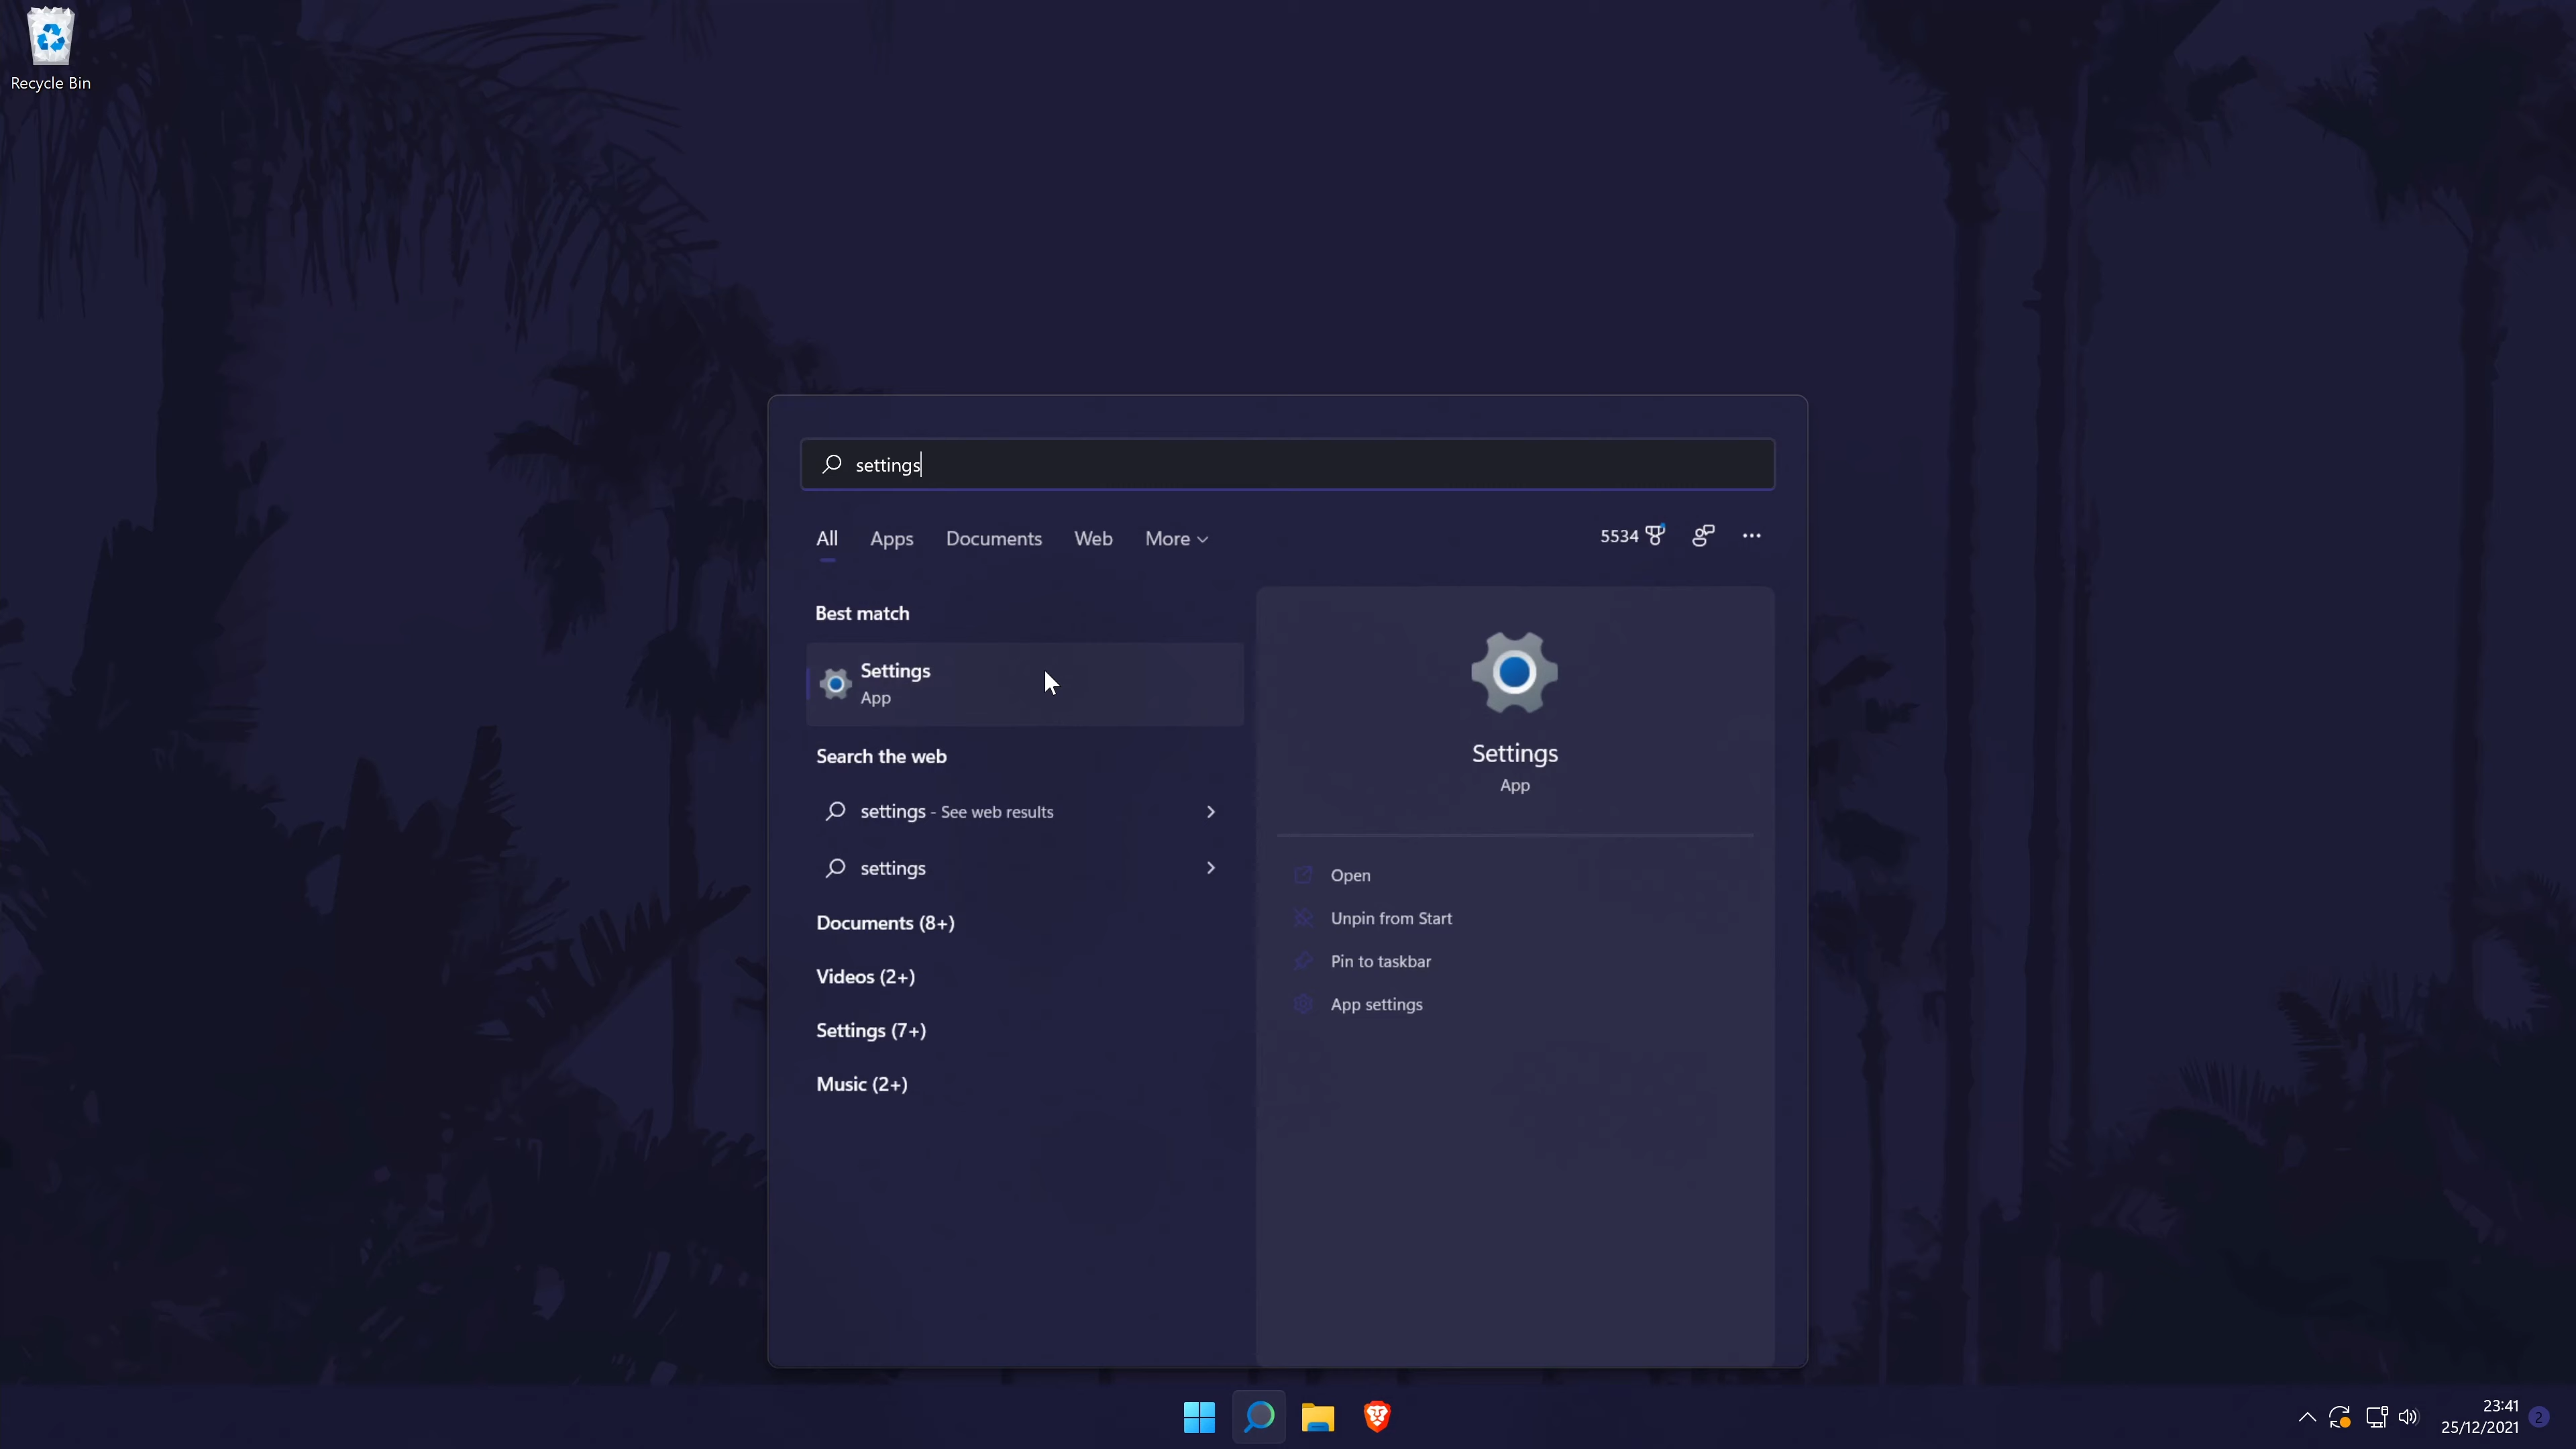 Recycle Bin
settings
All Apps Documents Web More
5534
Best match
Settings
App
Search the web
settings - See web results
settings
Documents (8+)
Videos (2+)
Settings (7+)
Music (2+)
Settings
App
Open
Unpin from Start
Pin to taskbar
App settings
23:41
25/12/2021
2